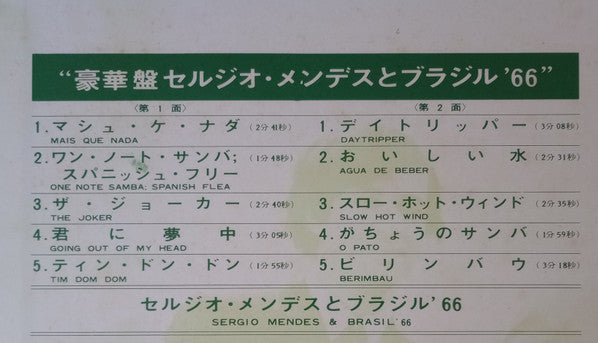 “豪華盤セルジオ・メンデスとブラジル’66”
〈第1面〉
1.マシュ・ケ・ナダ(2分41秒)
MAIS QUE NADA
2.ワン・ノート・サンバ;(1分48秒)
スパニッシュ・フリー
ONE NOTE SAMBA; SPANISH FLEA
3.ザ・ジョーカー(2分40秒)
THE JOKER
4.君に夢中(3分05秒)
GOING OUT OF MY HEAD
5.ティン・ドン・ドン(1分55秒)
TIM DOM DOM
〈第2面〉
1.デイトリッパー(3分08秒)
DAYTRIPPER
2.おいしい水(2分31秒)
AGUA DE BEBER
3.スロー・ホット・ウィンド(2分35秒)
SLOW HOT WIND
4.がちょうのサンバ(1分59秒)
O PATO
5.ビリンバウ(3分18秒)
BERIMBAU
セルジオ・メンデスとブラジル’66
SERGIO MENDES & BRASIL’66